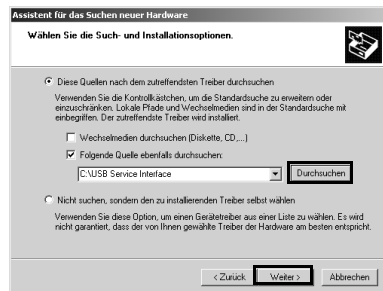 Assistent für das Suchen neuer Hardware
Wählen Sie die Such- und Installationsoptionen.
Diese Quellen nach dem zutreffendsten Treiber durchsuchen
Verwenden Sie die Kontrollkästchen, um die Standardsuche zu erweitern oder
einzuschränken. Lokale Pfade und Wechselmedien sind in der Standardsuche mit
einbegriffen. Der zutreffendste Treiber wird installiert.
Wechselmedien durchsuchen (Diskette, CD,...)
Folgende Quelle ebenfalls durchsuchen:
C:\USB Service Interface
Durchsuchen
Nicht suchen, sondern den zu installierenden Treiber selbst wählen
Verwenden Sie diese Option, um einen Gerätetreiber aus einer Liste zu wählen. Es wird
nicht garantiert, dass der von Ihnen gewählte Treiber der Hardware am besten entspricht.
< Zurück Weiter > Abbrechen